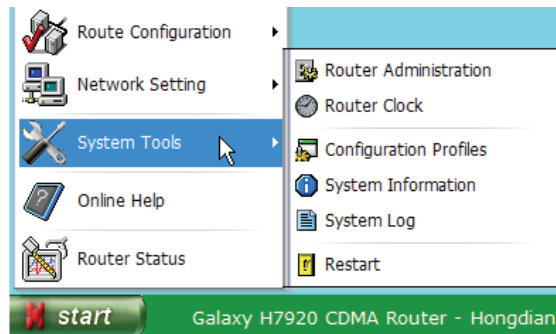 Route Configuration
Network Setting
System Tools
Online Help
Router Status
Router Administration
Router Clock
Configuration Profiles
System Information
System Log
Restart
start
Galaxy H7920 CDMA Router - Hongdian